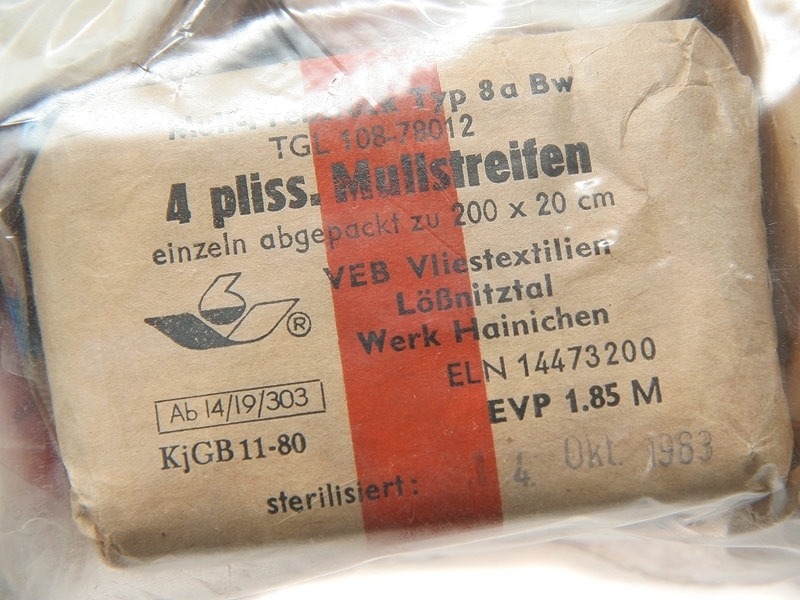 Typ 8a Bw
TGL 108-78012
4 pliss. Mullstreifen
einzeln abgepackt zu 200 x 20 cm
VEB Vliestextilien
Lößnitztal
Werk Hainichen
®
ELN 14473200
EVP 1.85 M
Ab 14/19/303
KjGB 11-80
sterilisiert: 4. Okt. 1983